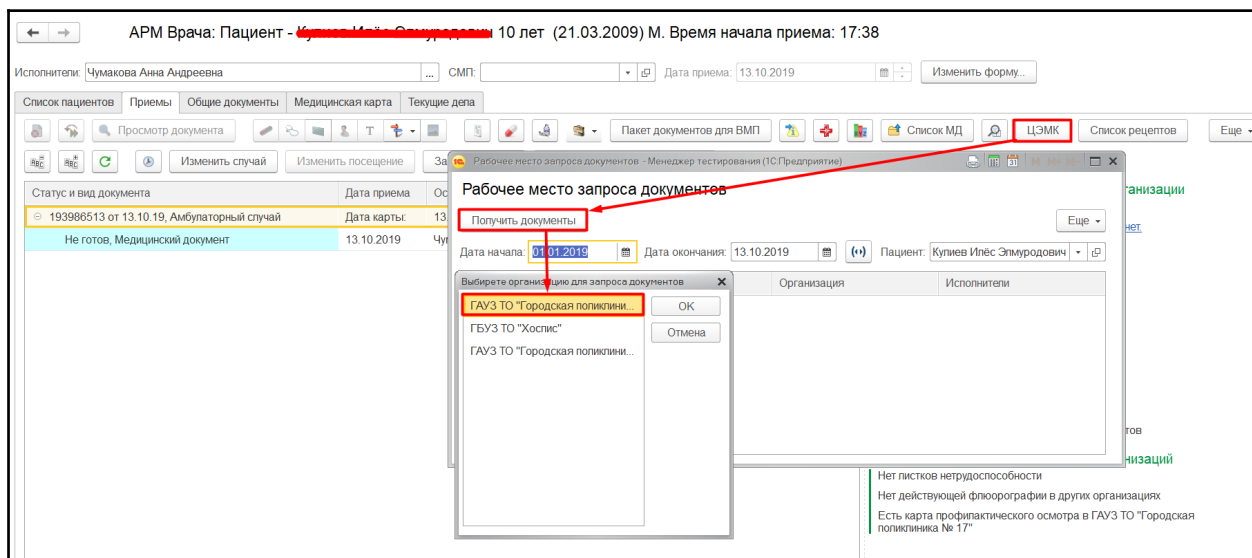 АРМ Врача: Пациент - 10 лет (21.03.2009) М. Время начала приема: 17:38
Исполнители: Чумакова Анна Андреевна ... СМП: Дата приема: 13.10.2019 Изменить форму...
Список пациентов Приемы Общие документы Медицинская карта Текущие дела
Просмотр документа Т Пакет документов для ВМП Список МД ЦЭМК Список рецептов Еще
Изменить случай Изменить посещение За
Рабочее место запроса документов - Менеджер тестирования (1С:Предприятие)
Статус и вид документа Дата приема Ос
193986513 от 13.10.19, Амбулаторный случай Дата карты: 13.
Не готов, Медицинский документ 13.10.2019 Чу
Рабочее место запроса документов
Получить документы Еще
Дата начала: 01.01.2019 Дата окончания: 13.10.2019 Пациент: Купиев Илёс Элмуродович
Организация Исполнители
Выбирете организацию для запроса документов
ГАУЗ ТО "Городская поликлини... ОК
ГБУЗ ТО "Хоспис" Отмена
ГАУЗ ТО "Городская поликлини...
ганизации
нет.
тов
низаций
Нет листков нетрудоспособности
Нет действующей флюорографии в других организациях
Есть карта профилактического осмотра в ГАУЗ ТО "Городская
поликлиника № 17"